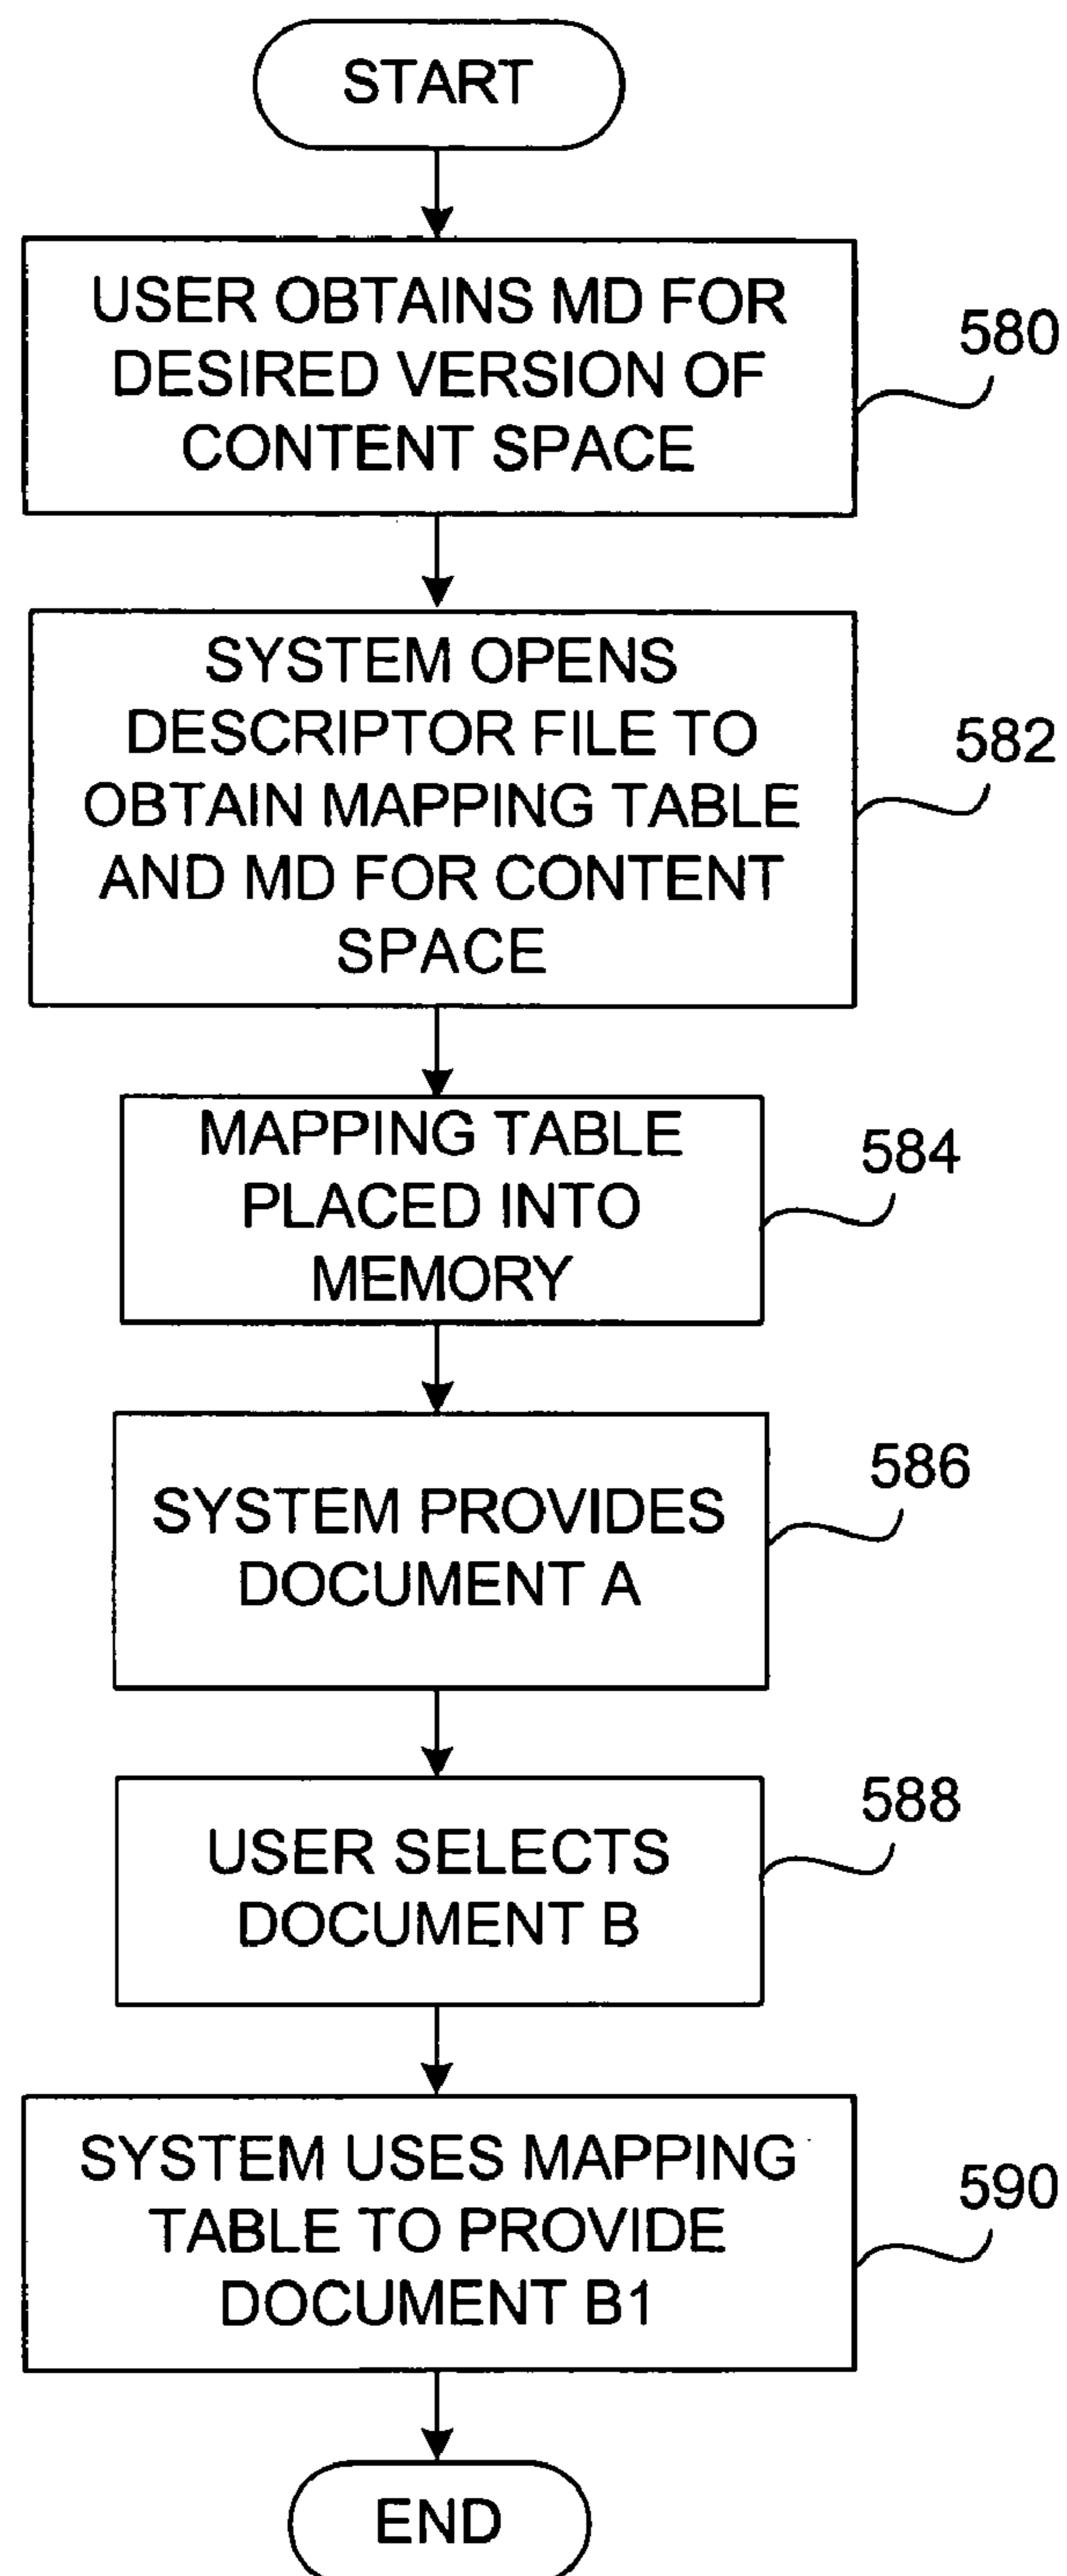 START
USER OBTAINS MD FOR
DESIRED VERSION OF
CONTENT SPACE
580
SYSTEM OPENS
DESCRIPTOR FILE TO
OBTAIN MAPPING TABLE
AND MD FOR CONTENT
SPACE
582
MAPPING TABLE
PLACED INTO
MEMORY
584
SYSTEM PROVIDES
DOCUMENT A
586
USER SELECTS
DOCUMENT B
588
SYSTEM USES MAPPING
TABLE TO PROVIDE
DOCUMENT B1
590
END